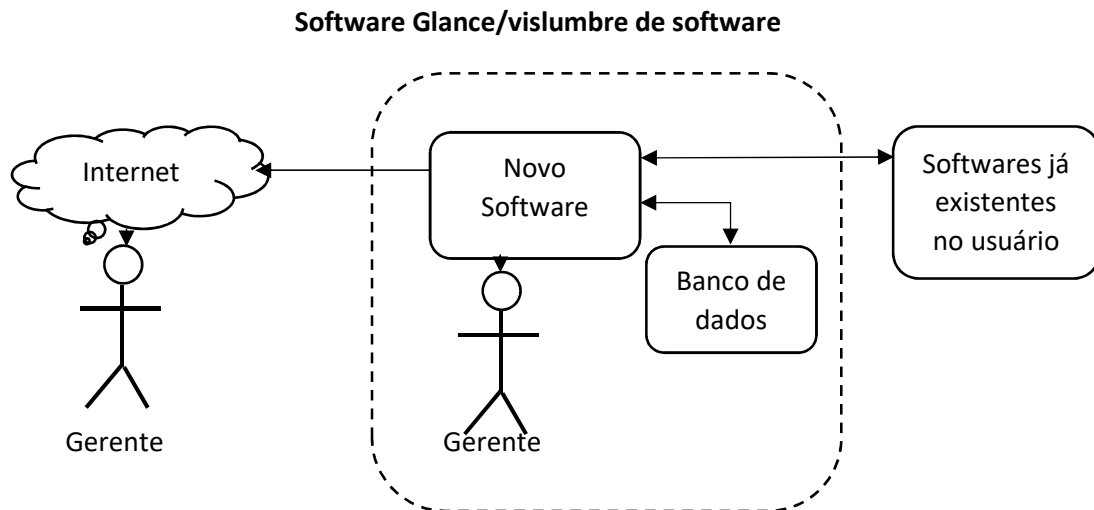 Software Glance/vislumbre de software
Internet
Gerente
Novo
Software
Gerente
Banco de
dados
Softwares já
existentes
no usuário